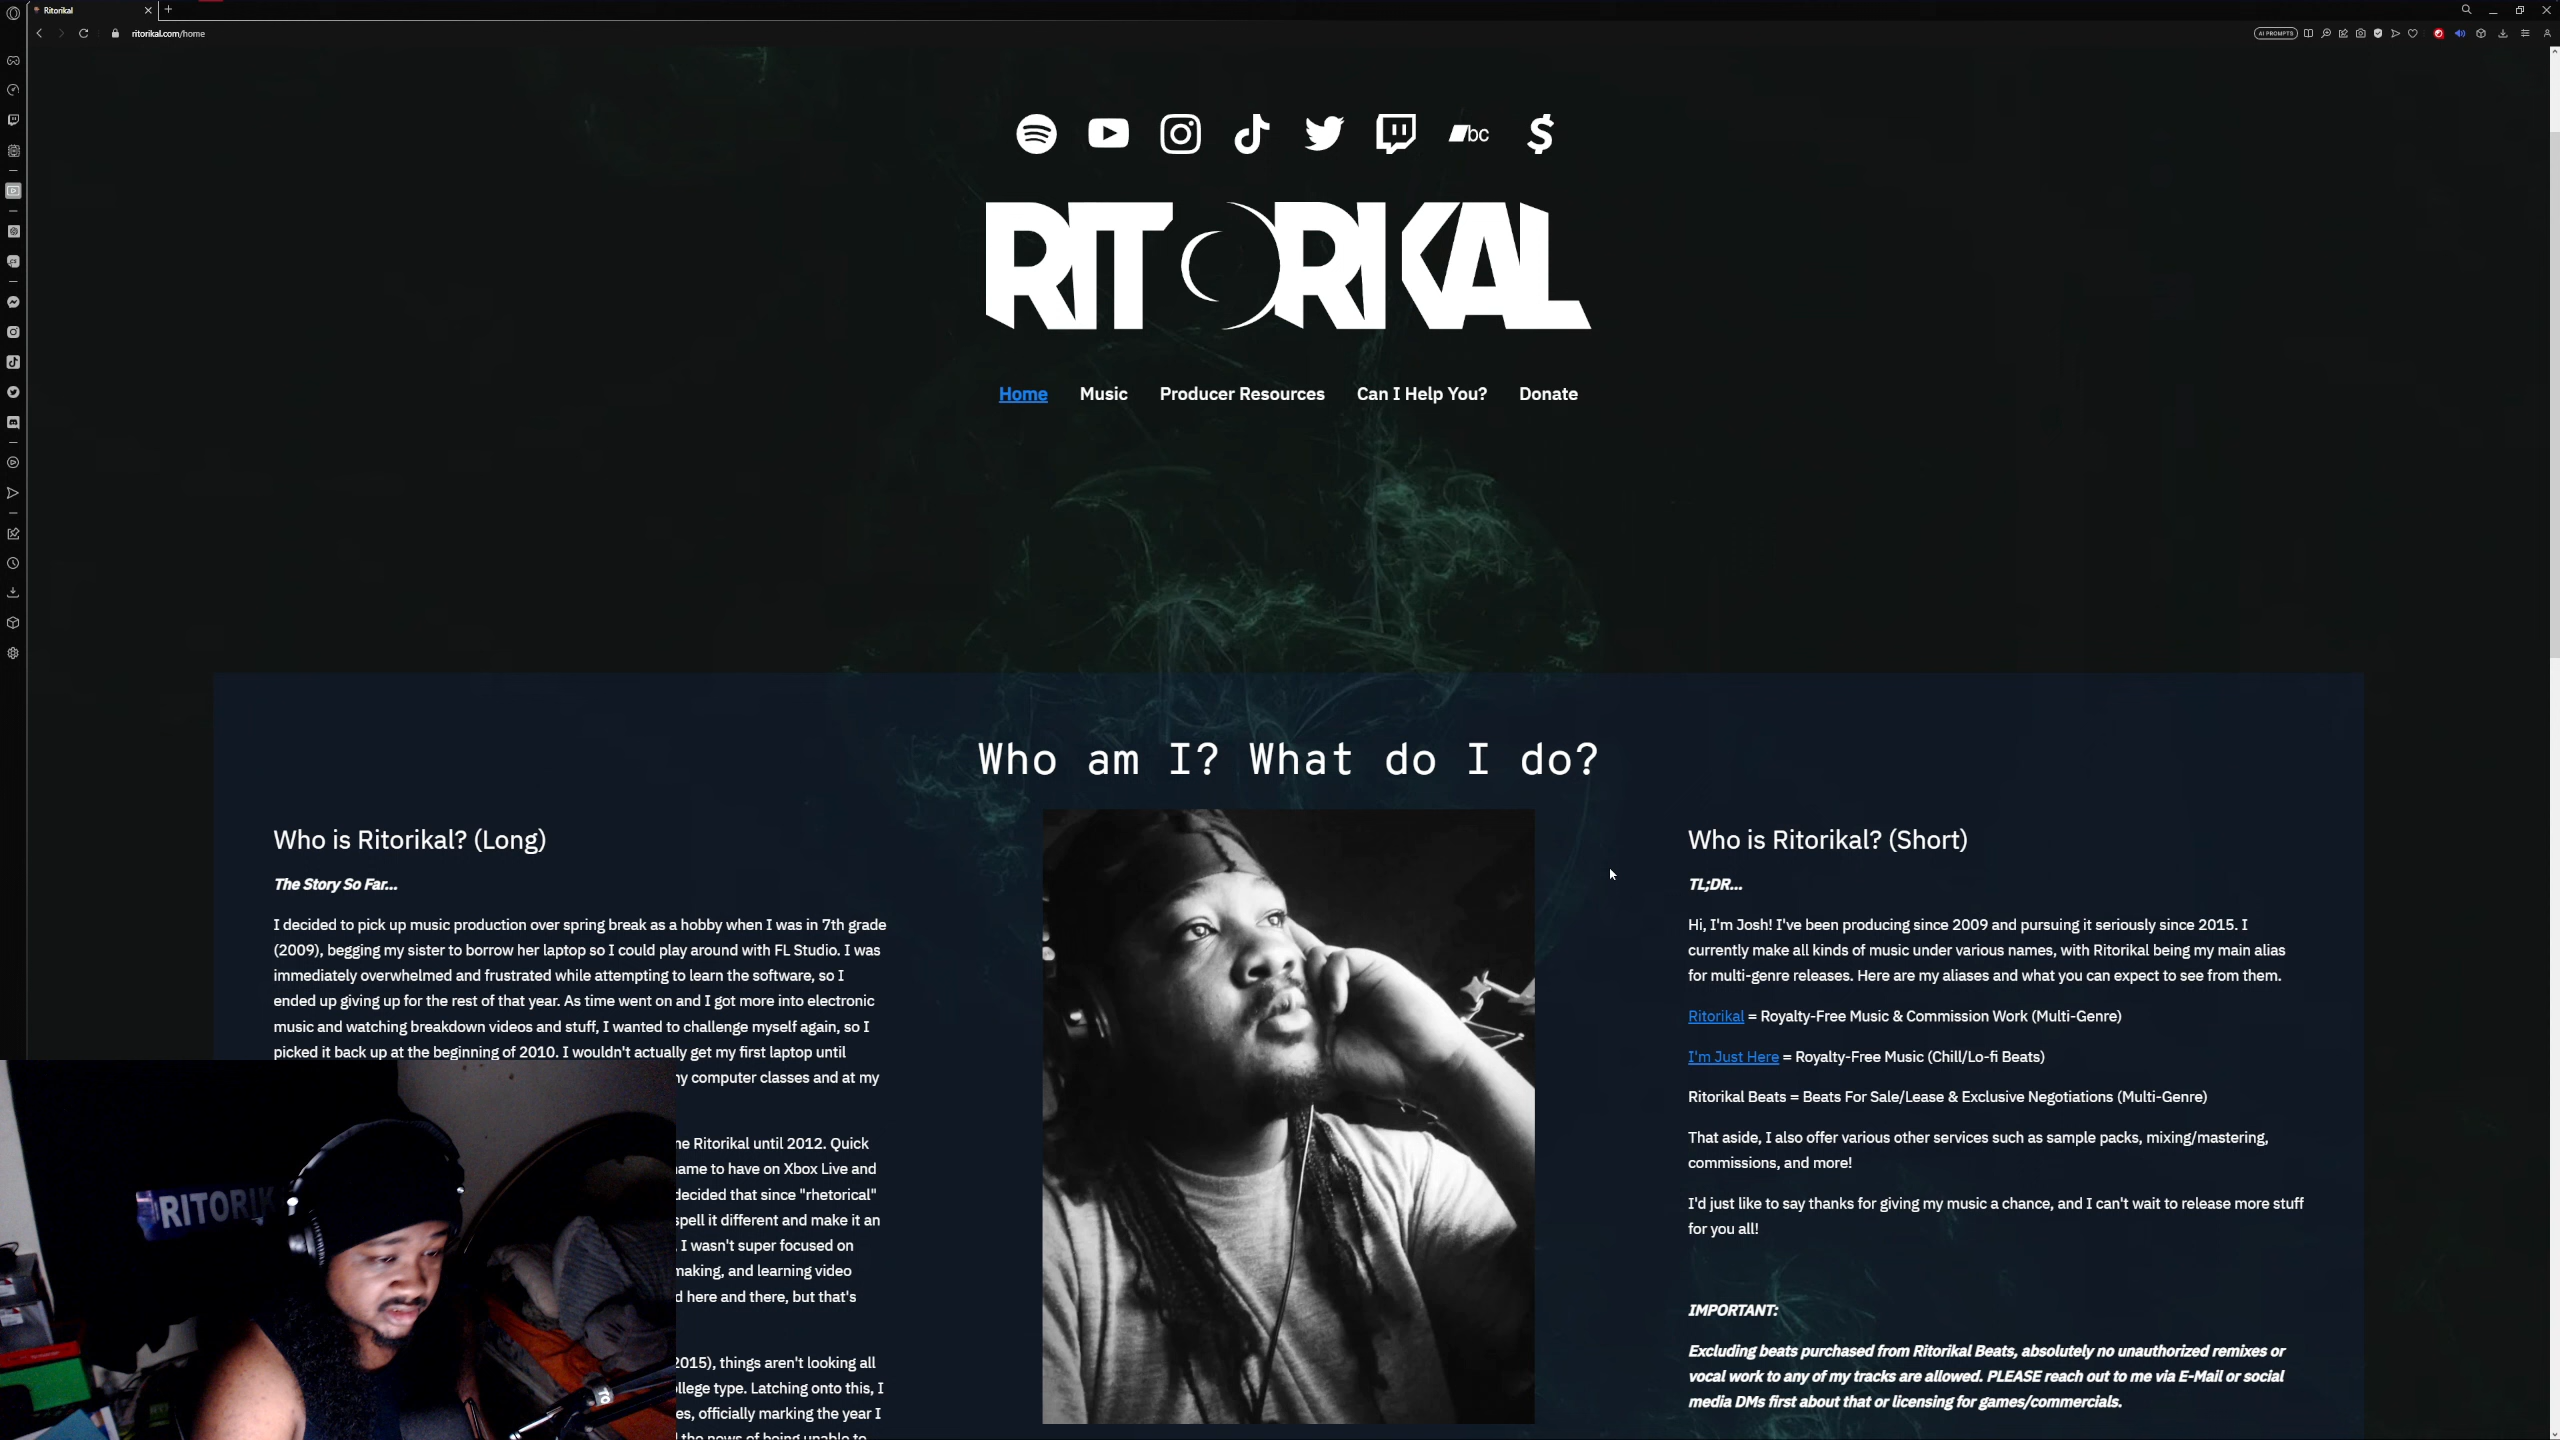 Ritorikal
ritorikal.com/home
AI PROMPTS
bc
RITORIKAL
Home Music Producer Resources Can I Help You? Donate
Who am I? What do I do?
Who is Ritorikal? (Long)
The Story So Far...
I decided to pick up music production over spring break as a hobby when I was in 7th grade
(2009), begging my sister to borrow her laptop so I could play around with FL Studio. I was
immediately overwhelmed and frustrated while attempting to learn the software, so I
ended up giving up for the rest of that year. As time went on and I got more into electronic
music and watching breakdown videos and stuff, I wanted to challenge myself again, so I
picked it back up at the beginning of 2010. I wouldn't actually get my first laptop until
computer classes and at my
Ritorikal until 2012. Quick
to have on Xbox Live and
decided that since "rhetorical"
spell it different and make it an
I wasn't super focused on
making, and learning video
here and there, but that's
2015), things aren't looking all
type. Latching onto this, I
officially marking the year I
the news of being unable to
RITORIK
Who is Ritorikal? (Short)
TL;DR...
Hi, I'm Josh! I've been producing since 2009 and pursuing it seriously since 2015. I
currently make all kinds of music under various names, with Ritorikal being my main alias
for multi-genre releases. Here are my aliases and what you can expect to see from them.
Ritorikal = Royalty-Free Music & Commission Work (Multi-Genre)
I'm Just Here = Royalty-Free Music (Chill/Lo-fi Beats)
Ritorikal Beats = Beats For Sale/Lease & Exclusive Negotiations (Multi-Genre)
That aside, I also offer various other services such as sample packs, mixing/mastering,
commissions, and more!
I'd just like to say thanks for giving my music a chance, and I can't wait to release more stuff
for you all!
IMPORTANT:
Excluding beats purchased from Ritorikal Beats, absolutely no unauthorized remixes or
vocal work to any of my tracks are allowed. PLEASE reach out to me via E-Mail or social
media DMs first about that or licensing for games/commercials.